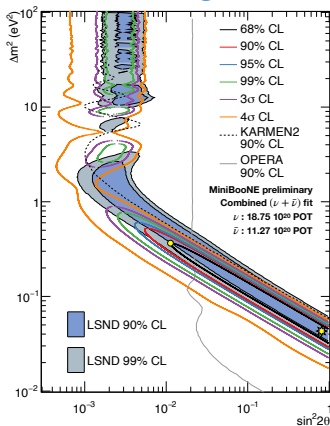 Δm² (eV²)
10²
10
1
10⁻¹
10⁻²
68% CL
90% CL
95% CL
99% CL
3σ CL
4σ CL
KARMEN2
90% CL
OPERA
90% CL
MiniBooNE preliminary
Combined (ν + ν̄) fit
ν : 18.75 10²⁰ POT
ν̄ : 11.27 10²⁰ POT
LSND 90% CL
LSND 99% CL
10⁻³ 10⁻² 10⁻¹ 1
sin²2θ